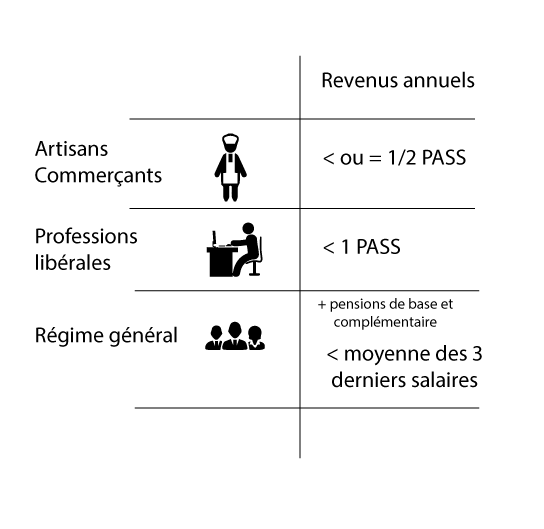 Revenus annuels
Artisans
Commerçants
< ou = 1/2 PASS
Professions
libérales
< 1 PASS
Régime général
+ pensions de base et
complémentaire
< moyenne des 3
derniers salaires